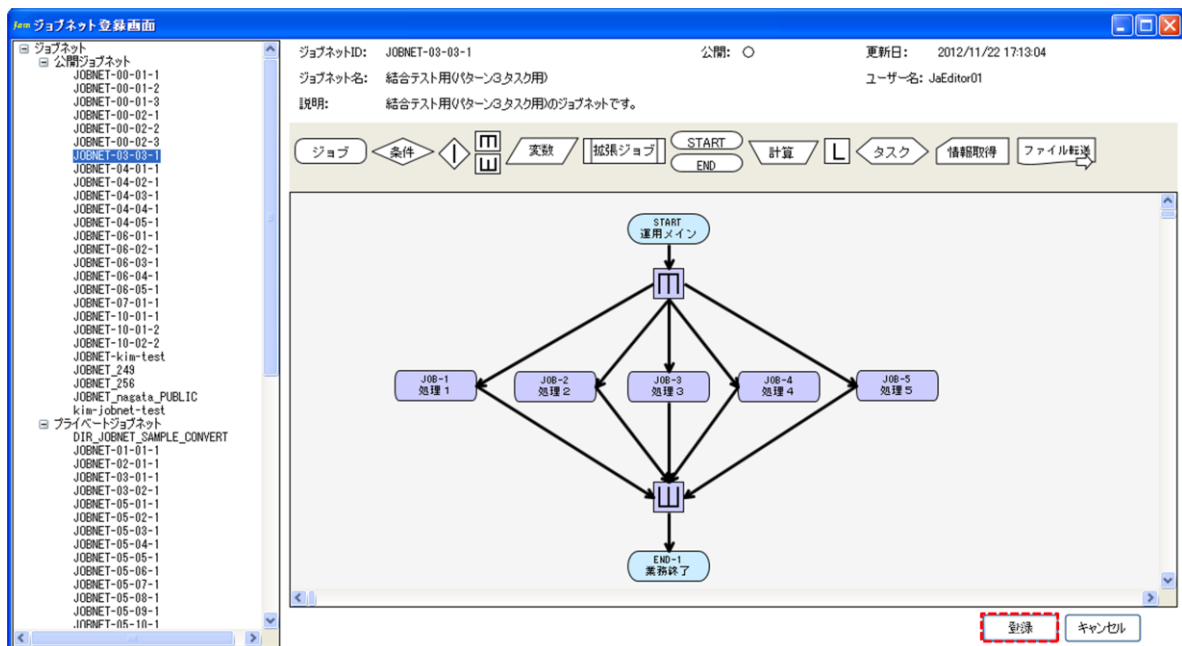 Jam ジョブネット登録画面
ジョブネット
公開ジョブネット
JOBNET-00-01-1
JOBNET-00-01-2
JOBNET-00-01-3
JOBNET-00-02-1
JOBNET-00-02-2
JOBNET-00-02-3
JOBNET-03-03-1
JOBNET-04-01-1
JOBNET-04-02-1
JOBNET-04-03-1
JOBNET-04-04-1
JOBNET-04-05-1
JOBNET-06-01-1
JOBNET-06-02-1
JOBNET-06-03-1
JOBNET-06-04-1
JOBNET-06-05-1
JOBNET-07-01-1
JOBNET-10-01-1
JOBNET-10-01-2
JOBNET-10-02-2
JOBNET-kim-test
JOBNET_249
JOBNET_256
JOBNET_nagata_PUBLIC
kim-jobnet-test
プライベートジョブネット
DIR_JOBNET_SAMPLE_CONVERT
JOBNET-01-01-1
JOBNET-02-01-1
JOBNET-03-01-1
JOBNET-03-02-1
JOBNET-05-01-1
JOBNET-05-02-1
JOBNET-05-03-1
JOBNET-05-04-1
JOBNET-05-05-1
JOBNET-05-06-1
JOBNET-05-07-1
JOBNET-05-08-1
JOBNET-05-09-1
JOBNET-05-10-1
ジョブネットID: JOBNET-03-03-1 公開: ○ 更新日: 2012/11/22 17:13:04
ジョブネット名: 結合テスト用(パターン3_タスク用) ユーザー名: JaEditor01
説明: 結合テスト用(パターン3_タスク用)のジョブネットです。
ジョブ 条件 変数 拡張ジョブ START END 計算 L タスク 情報取得 ファイル転送
START
運用メイン
JOB-1
処理1
JOB-2
処理2
JOB-3
処理3
JOB-4
処理4
JOB-5
処理5
END-1
業務終了
登録 キャンセル